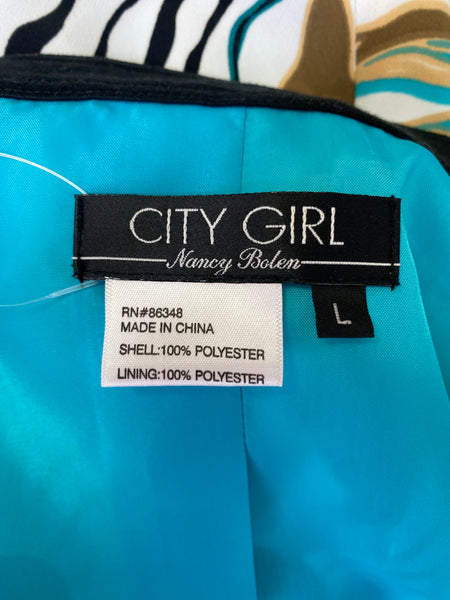 CITY GIRL
Nancy Bolen
L
RN#86348
MADE IN CHINA
SHELL:100% POLYESTER
LINING:100% POLYESTER